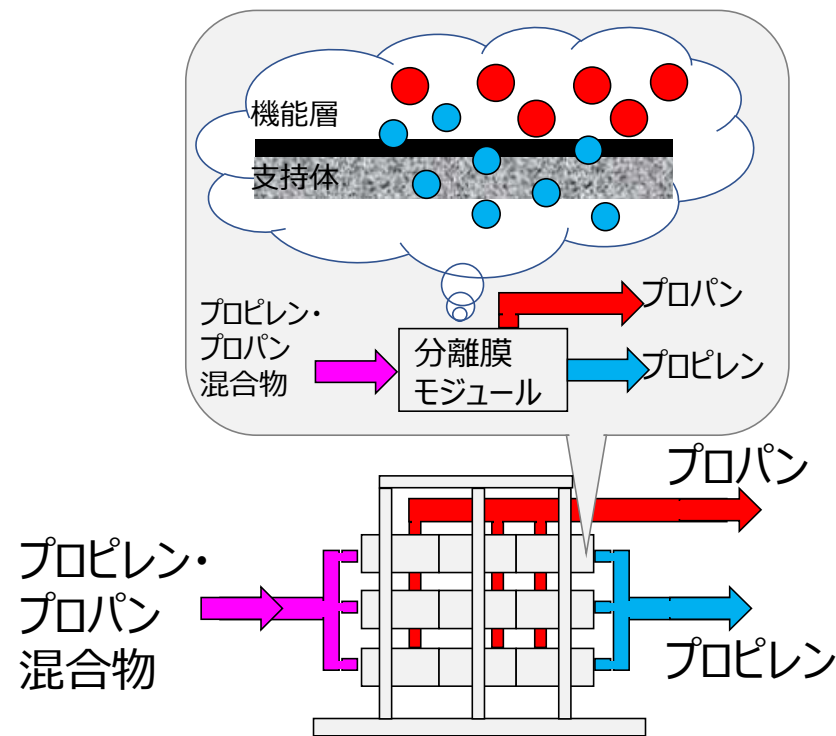 機能層
支持体
プロピレン・
プロパン
混合物
分離膜
モジュール
プロパン
プロピレン
プロピレン・
プロパン
混合物
プロパン
プロピレン